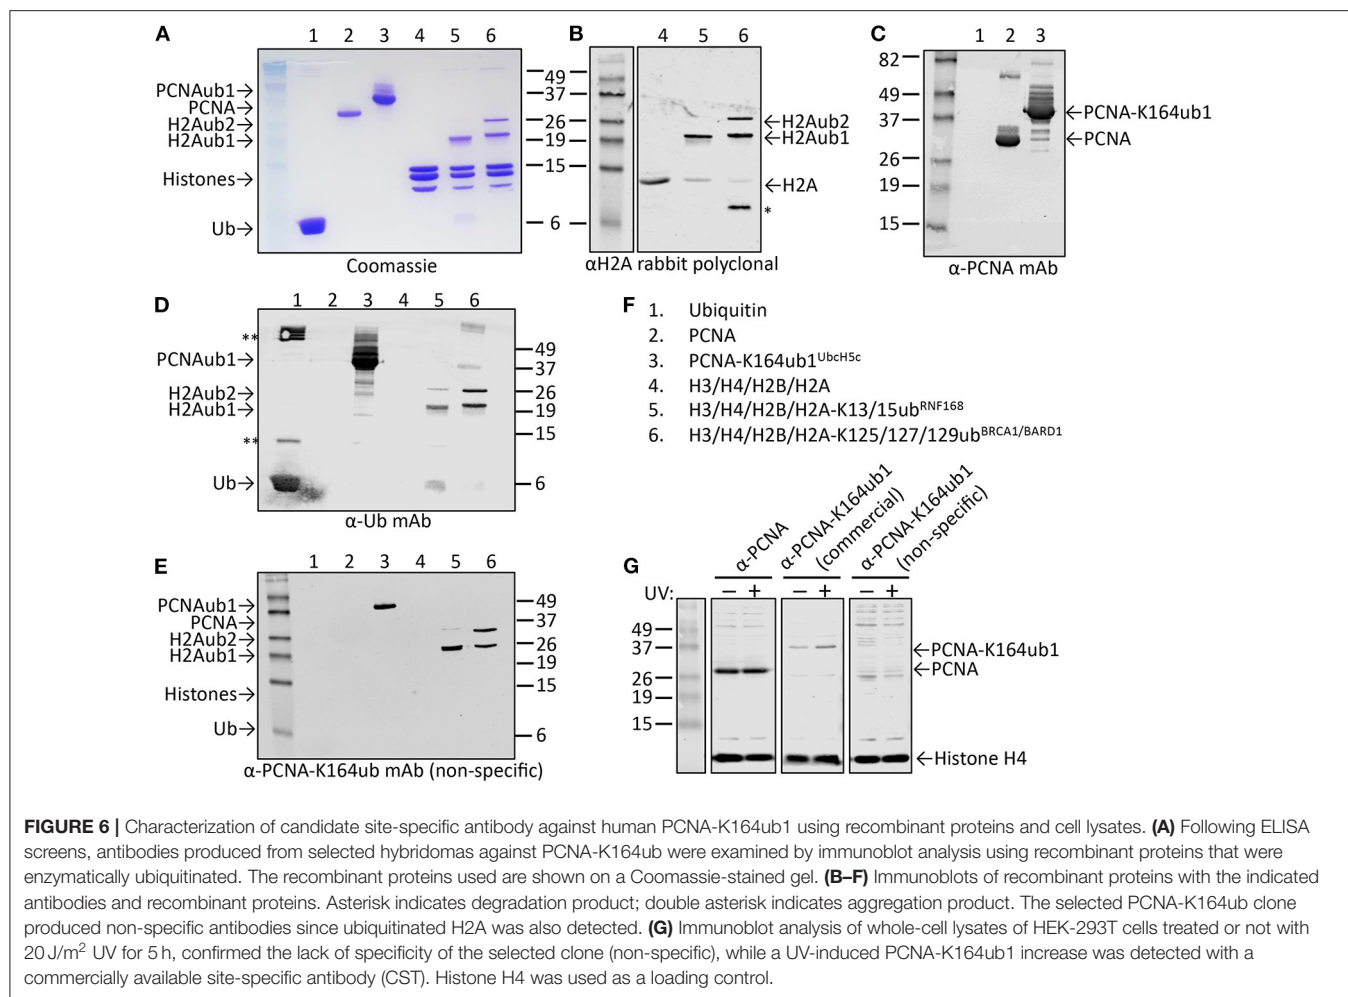 A
1 2 3 4 5 6
PCNAub1→
PCNA→
H2Aub2→
H2Aub1→
Histones→
Ub→
49
37
26
19
15
6
Coomassie
B
4 5 6
←H2Aub2
←H2Aub1
←H2A
*
αH2A rabbit polyclonal
C
1 2 3
82
49
37
26
19
15
←PCNA-K164ub1
←PCNA
α-PCNA mAb
D
1 2 3 4 5 6
**
PCNAub1→
H2Aub2→
H2Aub1→
**
Ub→
49
37
26
19
15
6
α-Ub mAb
F
1. Ubiquitin
2. PCNA
3. PCNA-K164ub1UbcH5c
4. H3/H4/H2B/H2A
5. H3/H4/H2B/H2A-K13/15ubRNF168
6. H3/H4/H2B/H2A-K125/127/129ubBRCA1/BARD1
E
1 2 3 4 5 6
PCNAub1→
PCNA→
H2Aub2→
H2Aub1→
Histones→
Ub→
49
37
26
19
15
6
α-PCNA-K164ub mAb (non-specific)
G
α-PCNA
α-PCNA-K164ub1
(commercial)
α-PCNA-K164ub1
(non-specific)
UV: − + − + − +
49
37
26
19
15
←PCNA-K164ub1
←PCNA
←Histone H4
FIGURE 6 | Characterization of candidate site-specific antibody against human PCNA-K164ub1 using recombinant proteins and cell lysates. (A) Following ELISA
screens, antibodies produced from selected hybridomas against PCNA-K164ub were examined by immunoblot analysis using recombinant proteins that were
enzymatically ubiquitinated. The recombinant proteins used are shown on a Coomassie-stained gel. (B–F) Immunoblots of recombinant proteins with the indicated
antibodies and recombinant proteins. Asterisk indicates degradation product; double asterisk indicates aggregation product. The selected PCNA-K164ub clone
produced non-specific antibodies since ubiquitinated H2A was also detected. (G) Immunoblot analysis of whole-cell lysates of HEK-293T cells treated or not with
20 J/m² UV for 5 h, confirmed the lack of specificity of the selected clone (non-specific), while a UV-induced PCNA-K164ub1 increase was detected with a
commercially available site-specific antibody (CST). Histone H4 was used as a loading control.